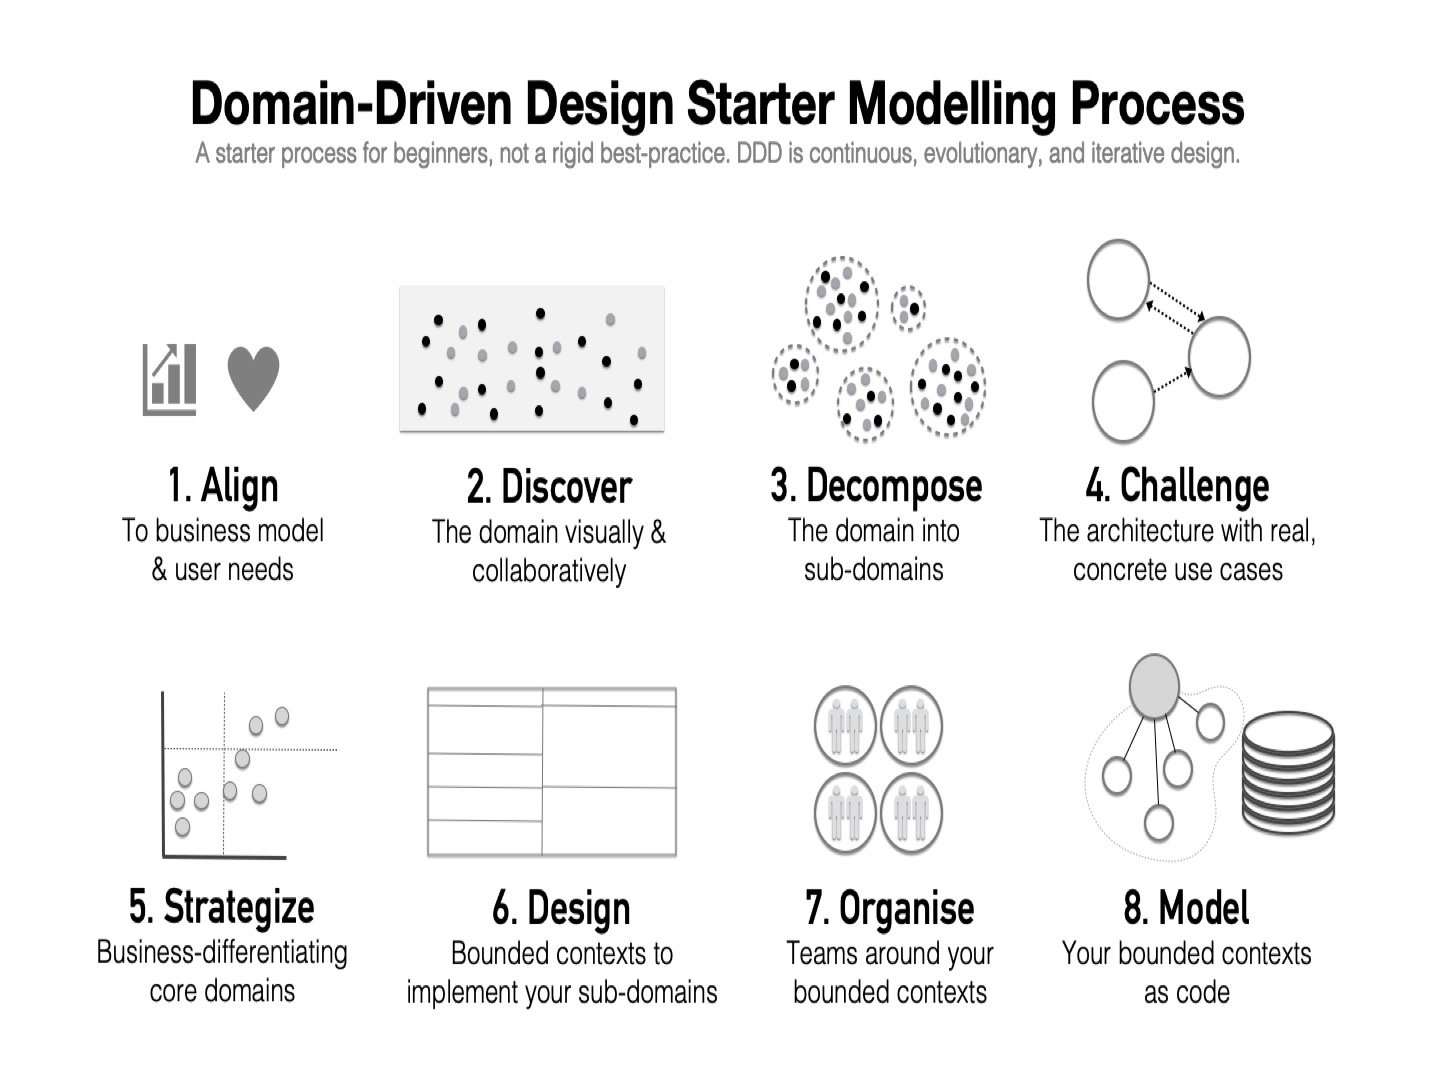 Domain-Driven Design Starter Modelling Process
A starter process for beginners, not a rigid best-practice. DDD is continuous, evolutionary, and iterative design.
1. Align
To business model
& user needs
2. Discover
The domain visually &
collaboratively
3. Decompose
The domain into
sub-domains
4. Challenge
The architecture with real,
concrete use cases
5. Strategize
Business-differentiating
core domains
6. Design
Bounded contexts to
implement your sub-domains
7. Organise
Teams around your
bounded contexts
8. Model
Your bounded contexts
as code